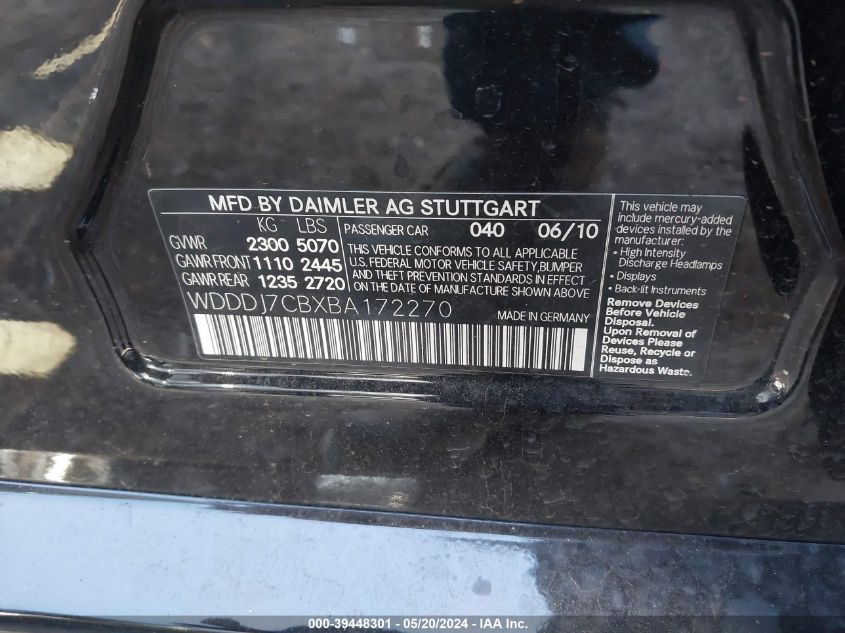 MFD BY DAIMLER AG STUTTGART
KG LBS
GVWR 2300 5070
GAWR FRONT 1110 2445
GAWR REAR 1235 2720
PASSENGER CAR 040 06/10
THIS VEHICLE CONFORMS TO ALL APPLICABLE
U.S. FEDERAL MOTOR VEHICLE SAFETY, BUMPER
AND THEFT PREVENTION STANDARDS IN EFFECT
ON DATE OF MANUFACTURE SHOWN ABOVE.
WDDDJ7CBXBA172270
MADE IN GERMANY
This vehicle may
include mercury-added
devices installed by the
manufacturer:
• High Intensity
Discharge Headlamps
• Displays
• Back-lit Instruments
Remove Devices
Before Vehicle
Disposal.
Upon Removal of
Devices Please
Reuse, Recycle or
Dispose as
Hazardous Waste.
000-39448301 - 05/20/2024 - IAA Inc.